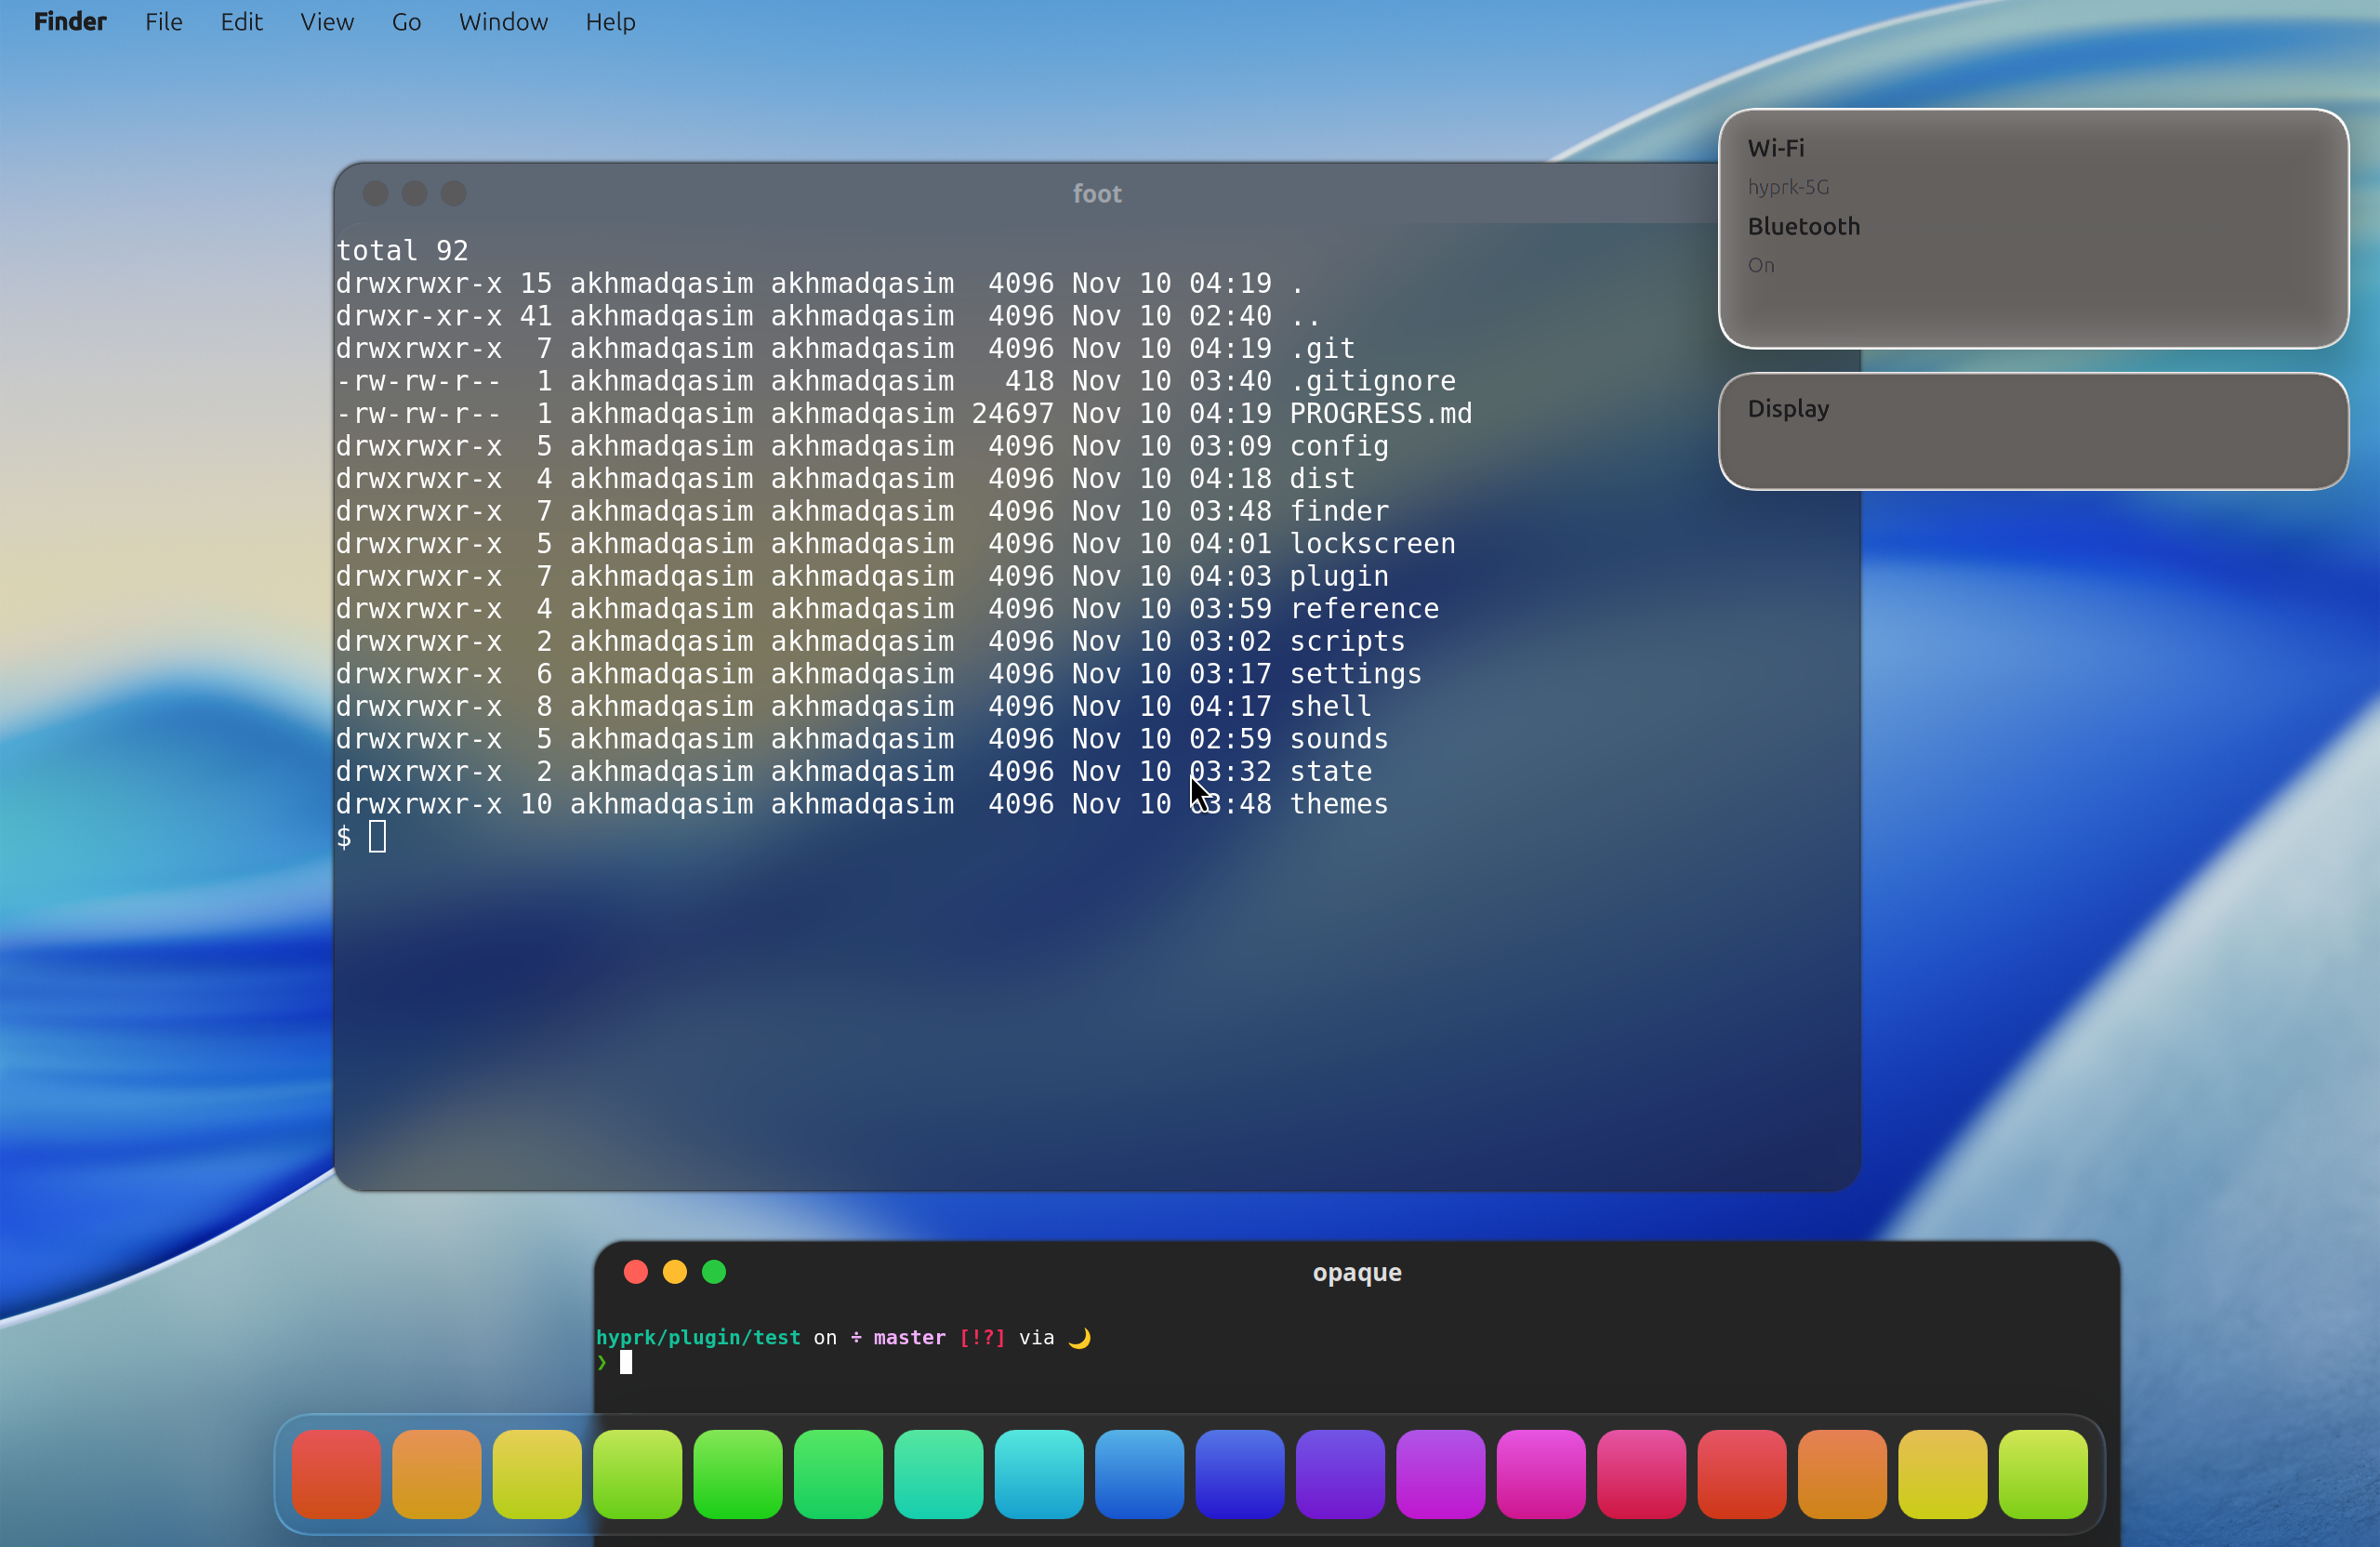 Finder File Edit View Go Window Help
foot
total 92
drwxrwxr-x 15 akhmadqasim akhmadqasim  4096 Nov 10 04:19 .
drwxr-xr-x 41 akhmadqasim akhmadqasim  4096 Nov 10 02:40 ..
drwxrwxr-x  7 akhmadqasim akhmadqasim  4096 Nov 10 04:19 .git
-rw-rw-r--  1 akhmadqasim akhmadqasim   418 Nov 10 03:40 .gitignore
-rw-rw-r--  1 akhmadqasim akhmadqasim 24697 Nov 10 04:19 PROGRESS.md
drwxrwxr-x  5 akhmadqasim akhmadqasim  4096 Nov 10 03:09 config
drwxrwxr-x  4 akhmadqasim akhmadqasim  4096 Nov 10 04:18 dist
drwxrwxr-x  7 akhmadqasim akhmadqasim  4096 Nov 10 03:48 finder
drwxrwxr-x  5 akhmadqasim akhmadqasim  4096 Nov 10 04:01 lockscreen
drwxrwxr-x  7 akhmadqasim akhmadqasim  4096 Nov 10 04:03 plugin
drwxrwxr-x  4 akhmadqasim akhmadqasim  4096 Nov 10 03:59 reference
drwxrwxr-x  2 akhmadqasim akhmadqasim  4096 Nov 10 03:02 scripts
drwxrwxr-x  6 akhmadqasim akhmadqasim  4096 Nov 10 03:17 settings
drwxrwxr-x  8 akhmadqasim akhmadqasim  4096 Nov 10 04:17 shell
drwxrwxr-x  5 akhmadqasim akhmadqasim  4096 Nov 10 02:59 sounds
drwxrwxr-x  2 akhmadqasim akhmadqasim  4096 Nov 10 03:32 state
drwxrwxr-x 10 akhmadqasim akhmadqasim  4096 Nov 10 03:48 themes
$
Wi-Fi
hyprk-5G
Bluetooth
On
Display
opaque
hyprk/plugin/test on ÷ master [!?] via 🌙
❯